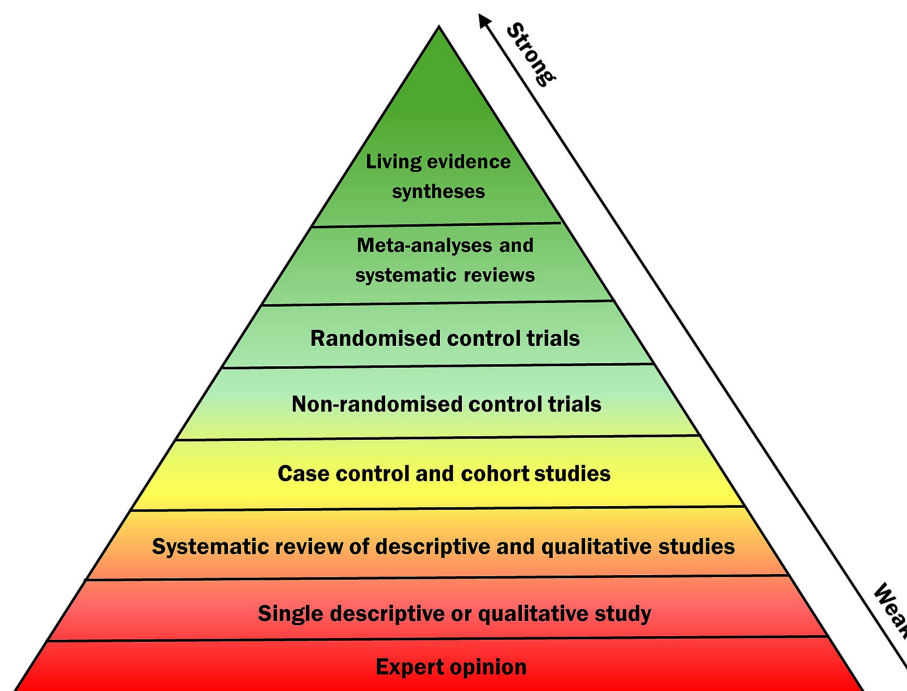 Strong
Living evidence
syntheses
Meta-analyses and
systematic reviews
Randomised control trials
Non-randomised control trials
Case control and cohort studies
Systematic review of descriptive and qualitative studies
Single descriptive or qualitative study
Weak
Expert opinion